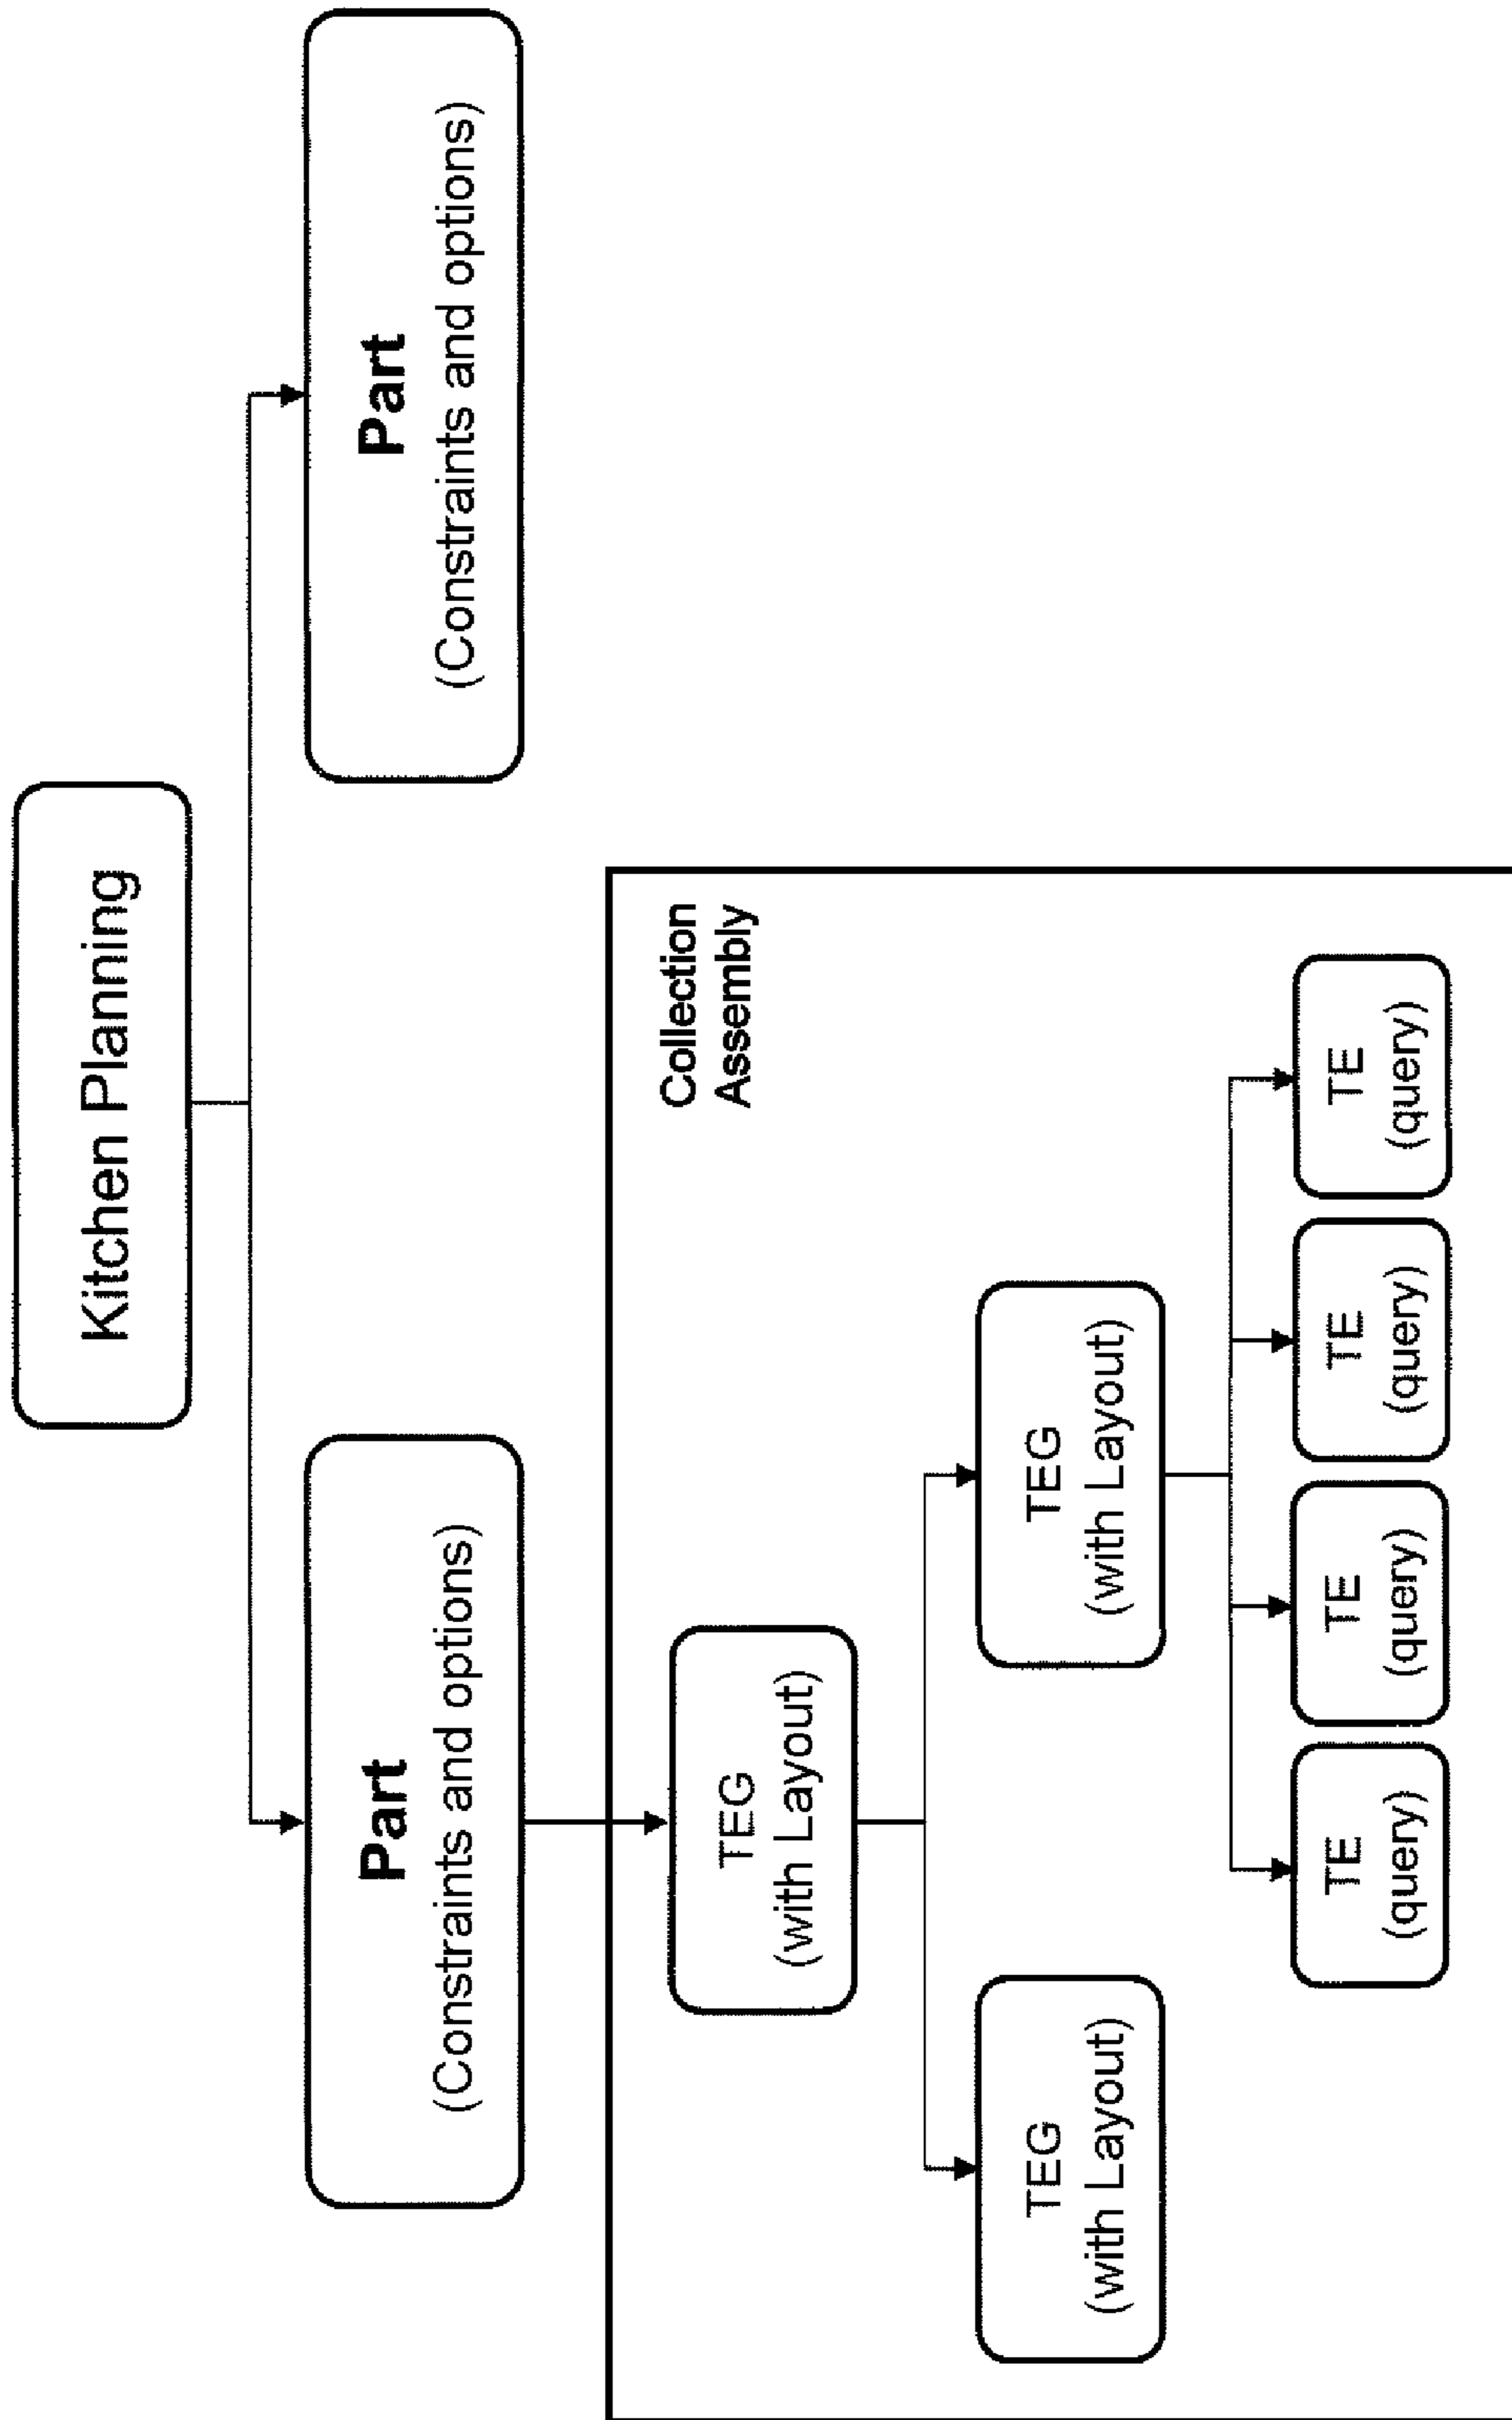 Kitchen Planning
Part
(Constraints and options)
Part
(Constraints and options)
Collection
Assembly
TEG
(with Layout)
TEG
(with Layout)
TEG
(with Layout)
TE
(query)
TE
(query)
TE
(query)
TE
(query)